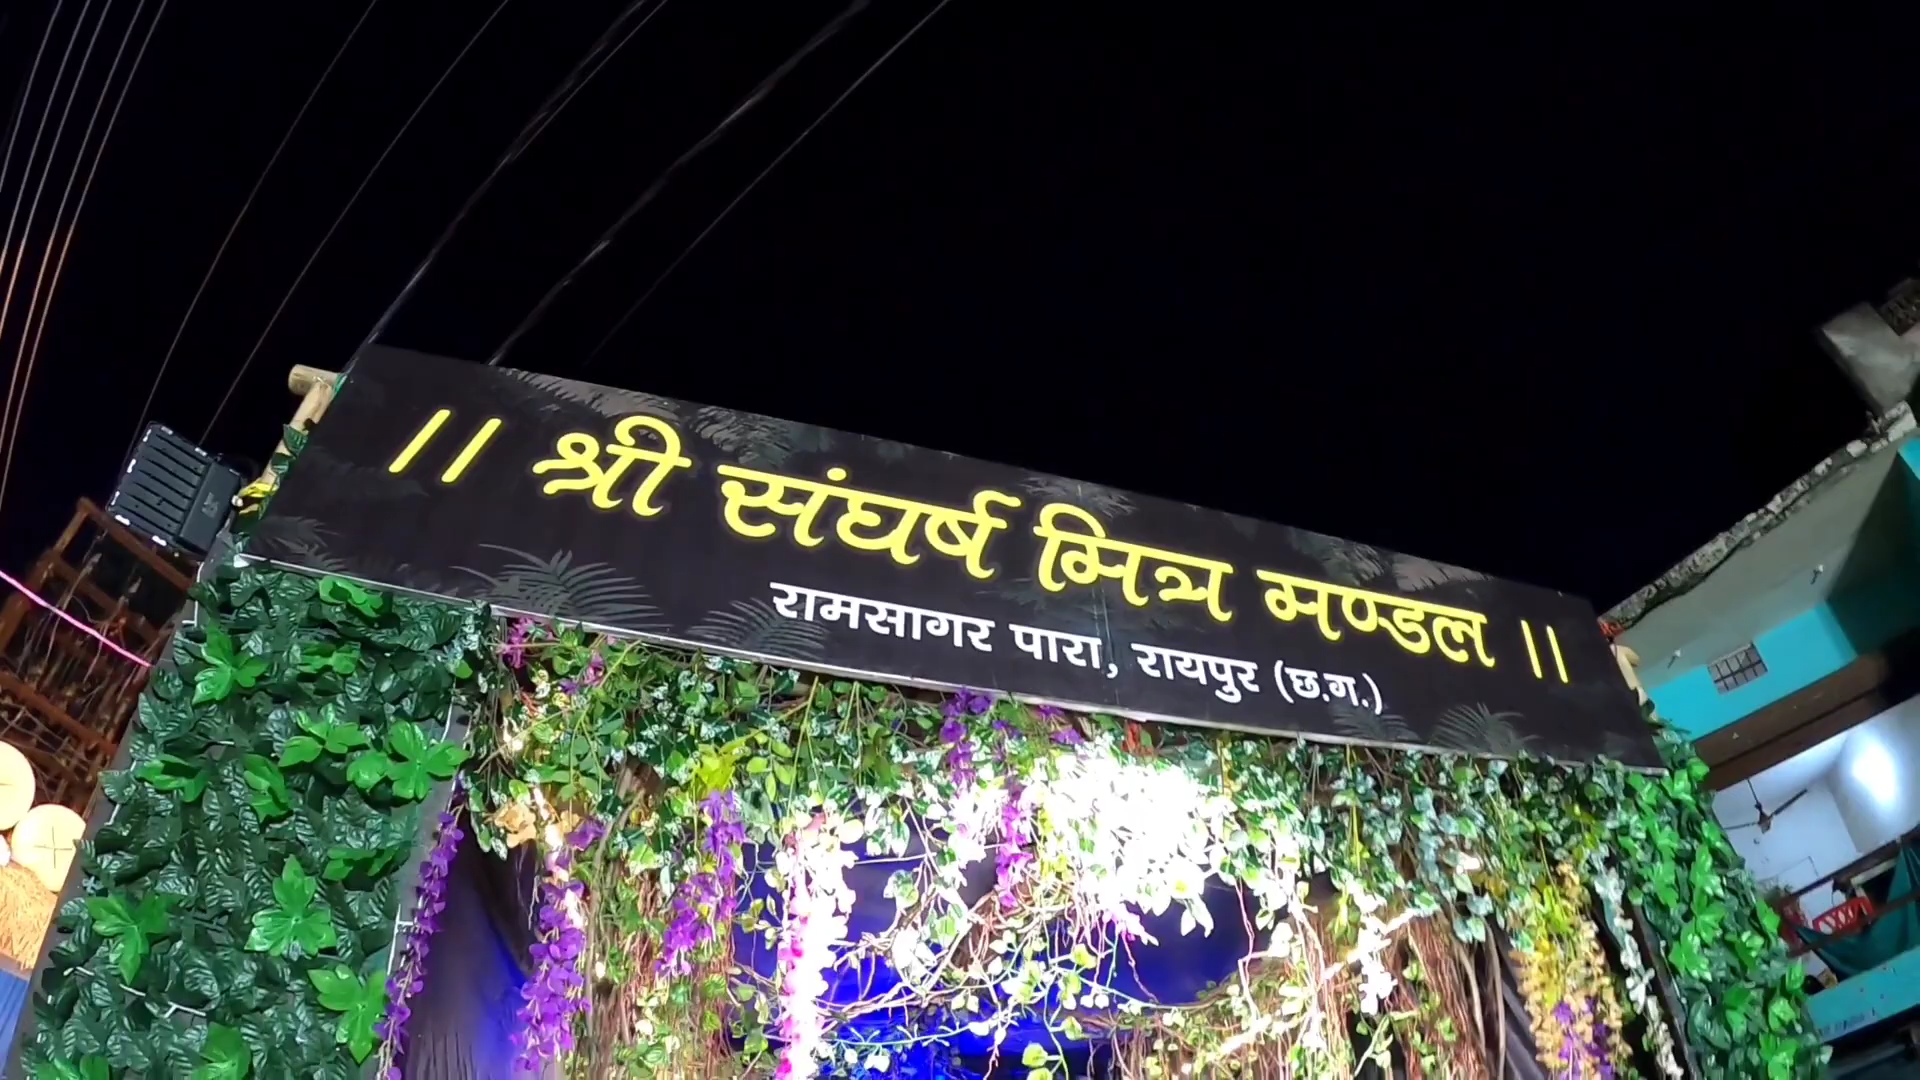 ।। श्री संघर्ष मित्र मण्डल ।।
रामसागर पारा, रायपुर (छ.ग.)